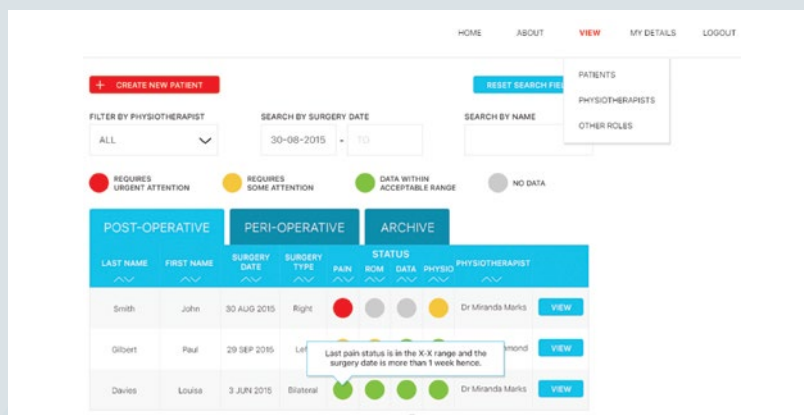 HOME ABOUT VIEW MY DETAILS LOGOUT
PATIENTS
PHYSIOTHERAPISTS
OTHER ROLES
+ CREATE NEW PATIENT
RESET SEARCH
FILTER BY PHYSIOTHERAPIST
SEARCH BY SURGERY DATE
SEARCH BY NAME
ALL
30-08-2015 - TO
REQUIRES
URGENT ATTENTION
REQUIRES
SOME ATTENTION
DATA WITHIN
ACCEPTABLE RANGE
NO DATA
POST-OPERATIVE PERI-OPERATIVE ARCHIVE
LAST NAME
FIRST NAME
SURGERY
DATE
SURGERY
TYPE
STATUS
PAIN ROM DATA PHYSIO
PHYSIOTHERAPIST
Smith John 30 AUG 2015 Right Dr Miranda Marks VIEW
Gilbert Paul 29 SEP 2015 VIEW
Last pain status is in the X-X range and the
surgery date is more than 1 week hence.
Davies Louisa 3 JUN 2015 Bilateral Dr Miranda Marks VIEW